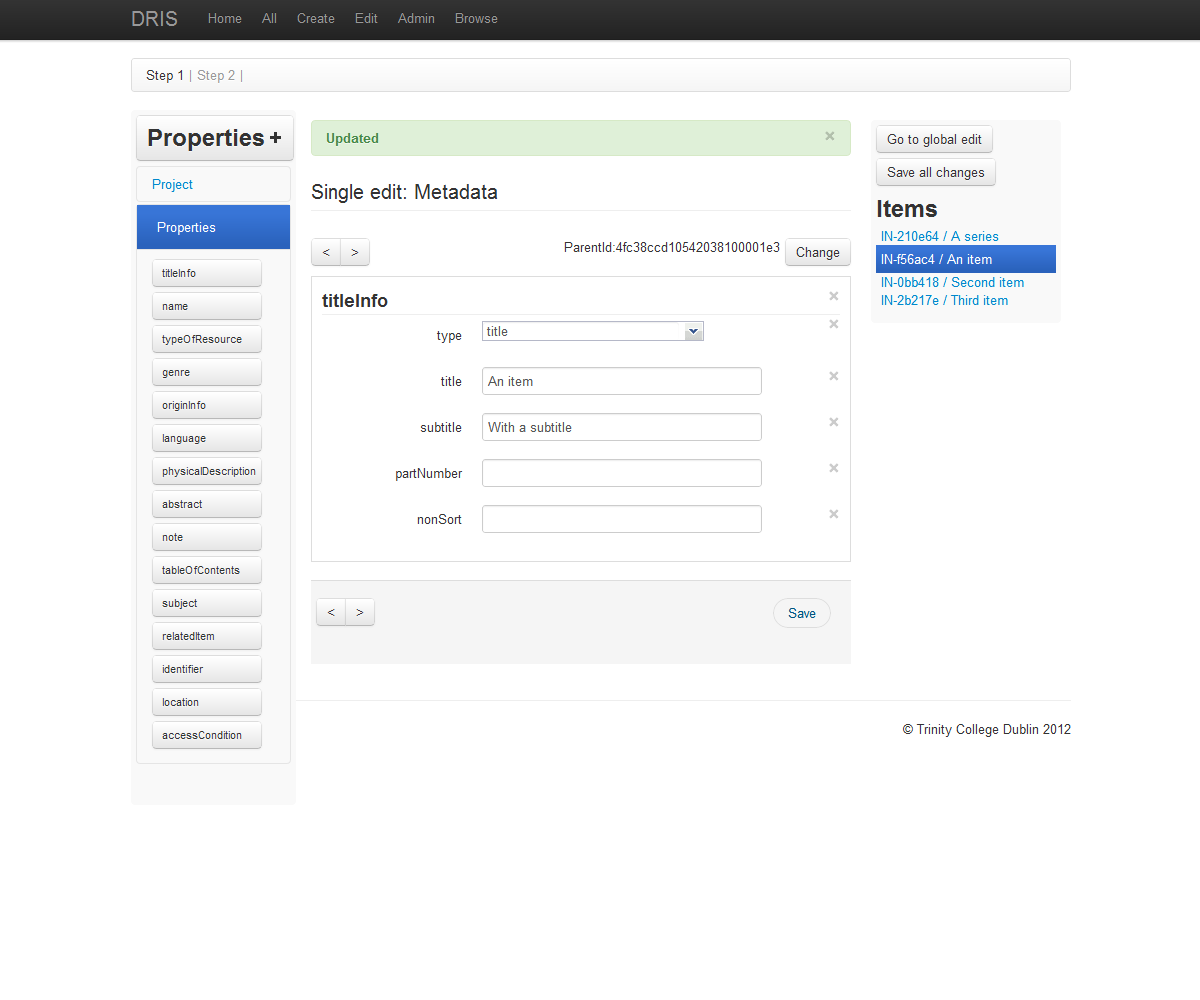 DRIS Home All Create Edit Admin Browse
Step 1 | Step 2 |
Properties +
Project
Properties
titleInfo
name
typeOfResource
genre
originInfo
language
physicalDescription
abstract
note
tableOfContents
subject
relatedItem
identifier
location
accessCondition
Updated ×
Single edit: Metadata
< > ParentId:4fc38ccd10542038100001e3 Change
titleInfo ×
type title ×
title An item ×
subtitle With a subtitle ×
partNumber ×
nonSort ×
< > Save
Go to global edit
Save all changes
Items
IN-210e64 / A series
IN-f56ac4 / An item
IN-0bb418 / Second item
IN-2b217e / Third item
© Trinity College Dublin 2012